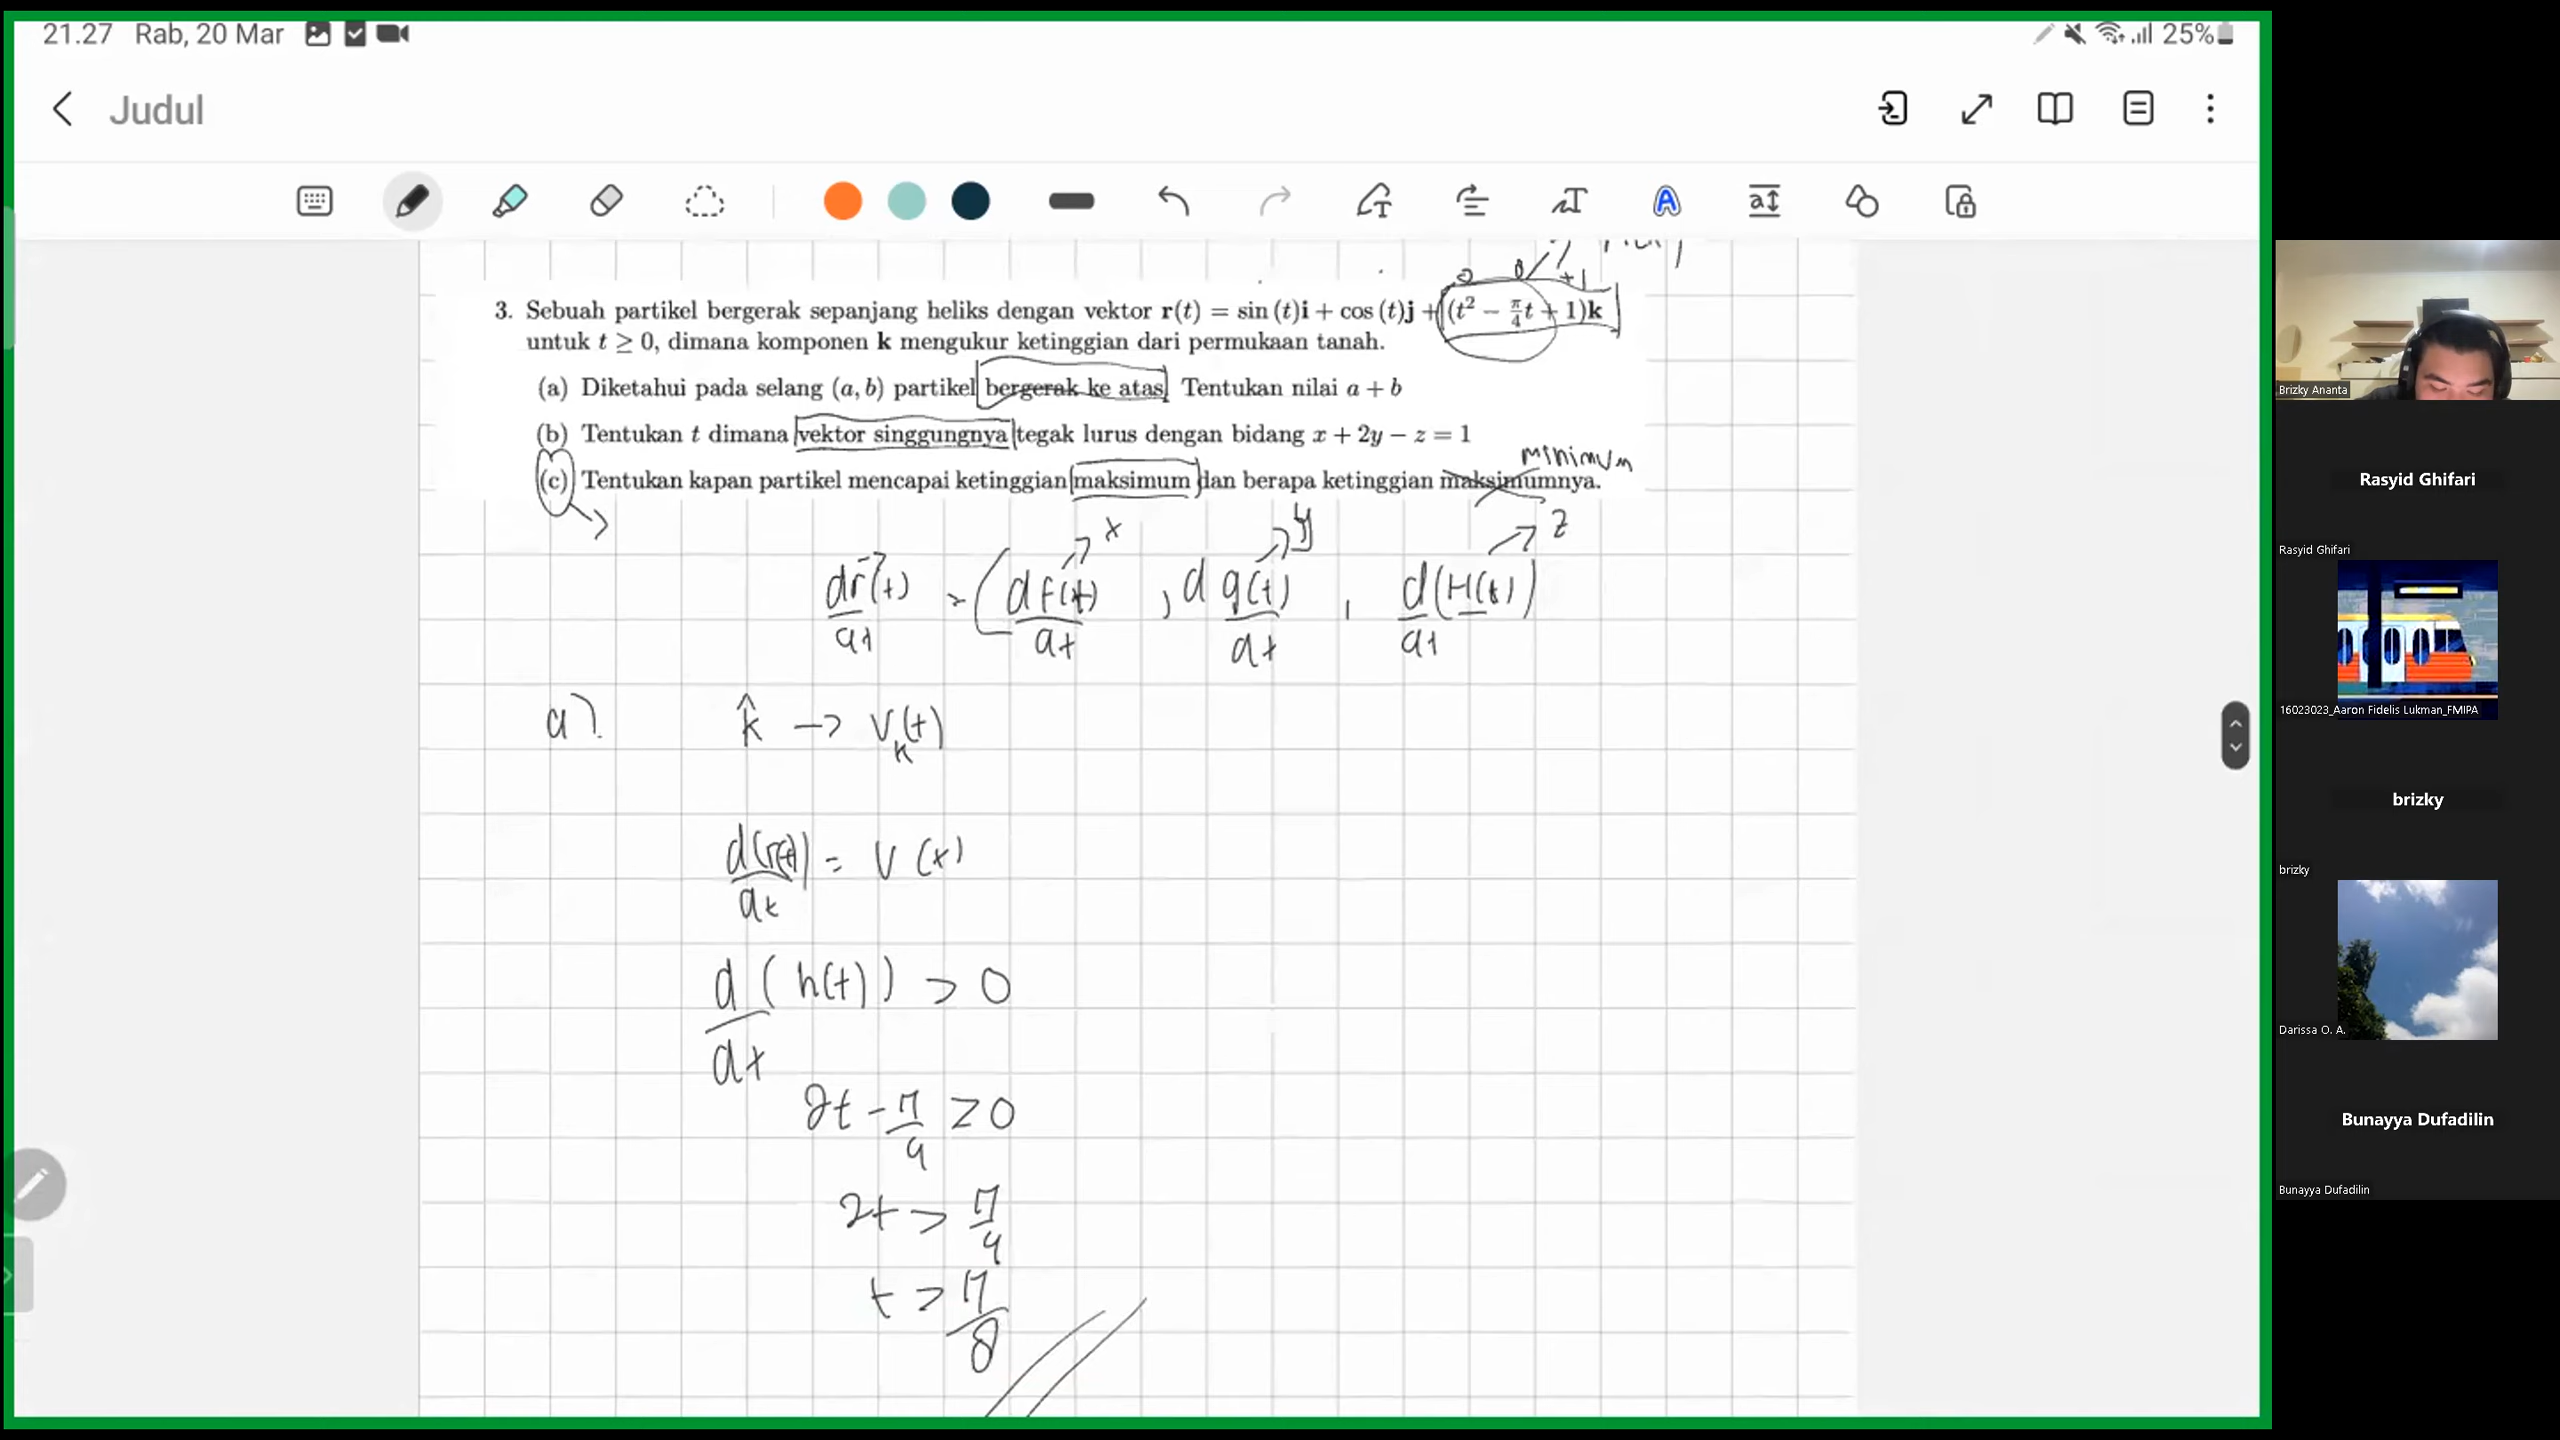 21.27 Rab, 20 Mar
25%
Judul
3. Sebuah partikel bergerak sepanjang heliks dengan vektor r(t) = sin (t)i + cos (t)j + (t² − π/4 t + 1)k
untuk t ≥ 0, dimana komponen k mengukur ketinggian dari permukaan tanah.
(a) Diketahui pada selang (a, b) partikel bergerak ke atas. Tentukan nilai a + b
(b) Tentukan t dimana vektor singgungnya tegak lurus dengan bidang x + 2y − z = 1
minimum
(c) Tentukan kapan partikel mencapai ketinggian maksimum dan berapa ketinggian maksimumnya.
x y z
dr(t)/dt = (df(t)/dt , dg(t)/dt , d(H(t))/dt
a). k̂ → Vk(t)
d(r(t))/dt = V(t)
d/dt (h(t)) > 0
2t − π/4 ≥ 0
2t > π/4
t > π/8
Brizky Ananta
Rasyid Ghifari
Rasyid Ghifari
16023023_Aaron Fidelis Lukman_FMIPA
brizky
brizky
Darissa O. A.
Bunayya Dufadilin
Bunayya Dufadilin